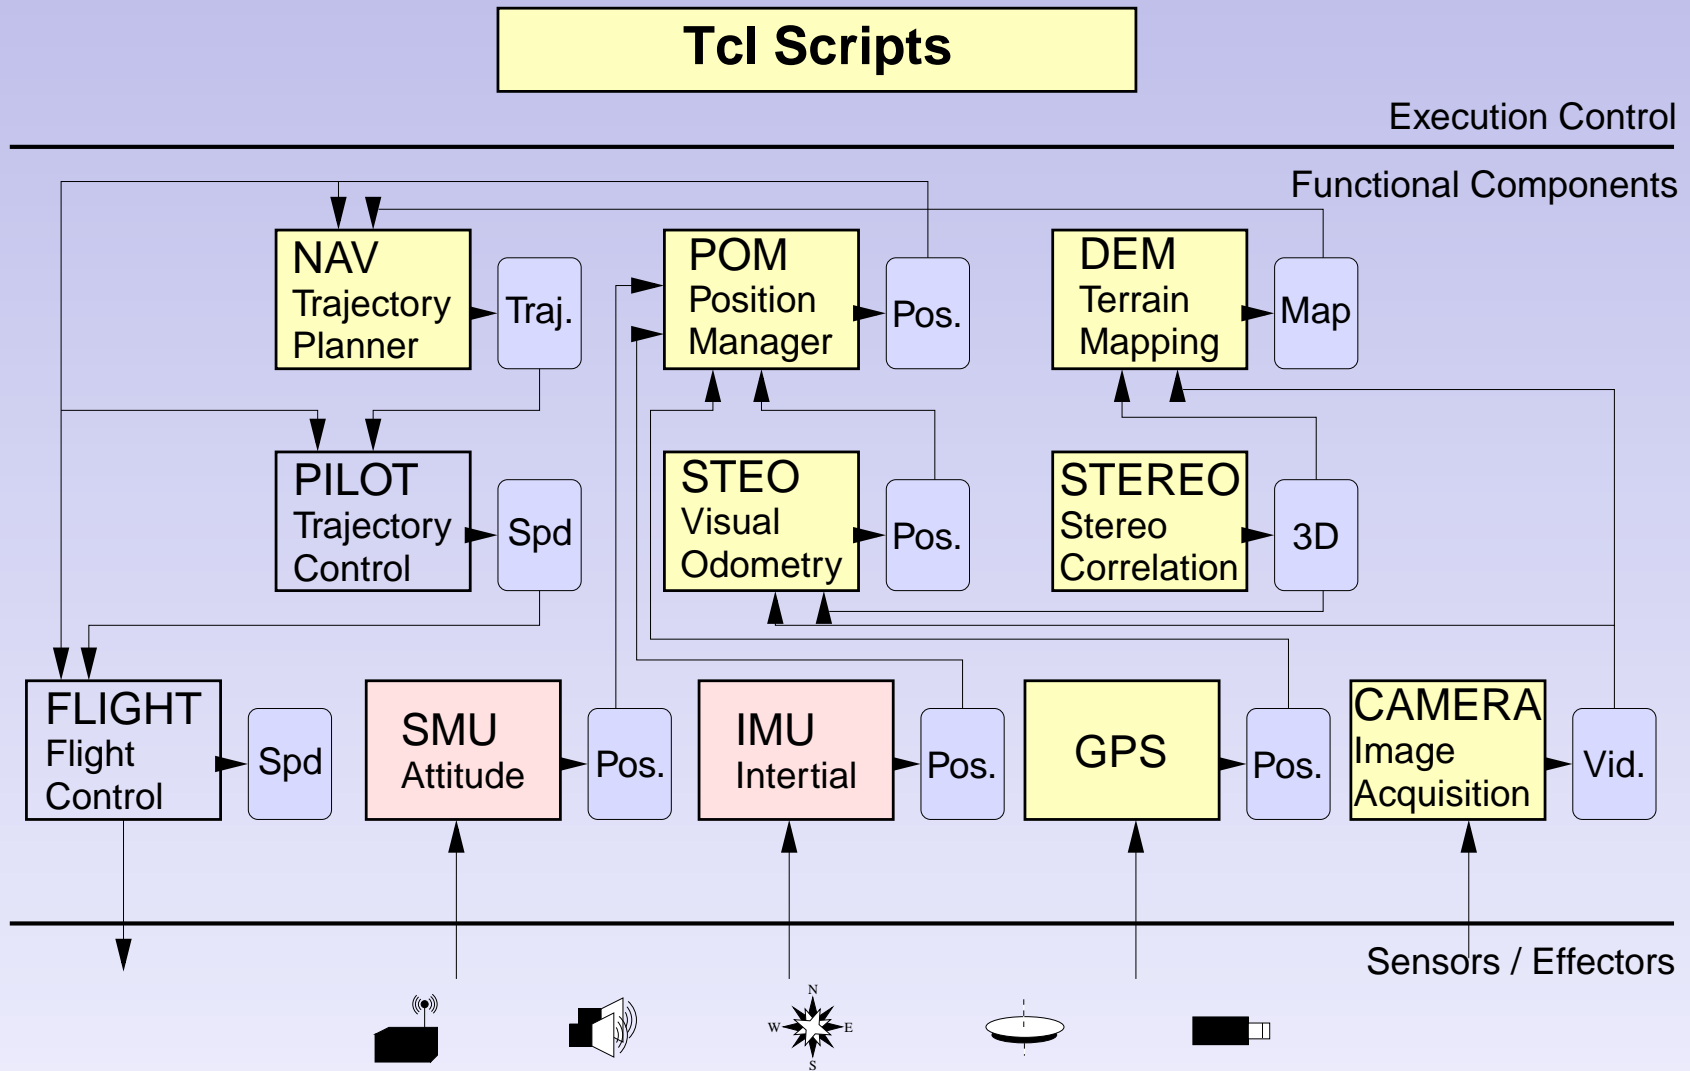 Tcl Scripts
Execution Control
Functional Components
NAV
Trajectory
Planner
Traj.
POM
Position
Manager
Pos.
DEM
Terrain
Mapping
Map
PILOT
Trajectory
Control
Spd
STEO
Visual
Odometry
Pos.
STEREO
Stereo
Correlation
3D
FLIGHT
Flight
Control
Spd
SMU
Attitude
Pos.
IMU
Intertial
Pos.
GPS
Pos.
CAMERA
Image
Acquisition
Vid.
Sensors / Effectors
N
W
E
S